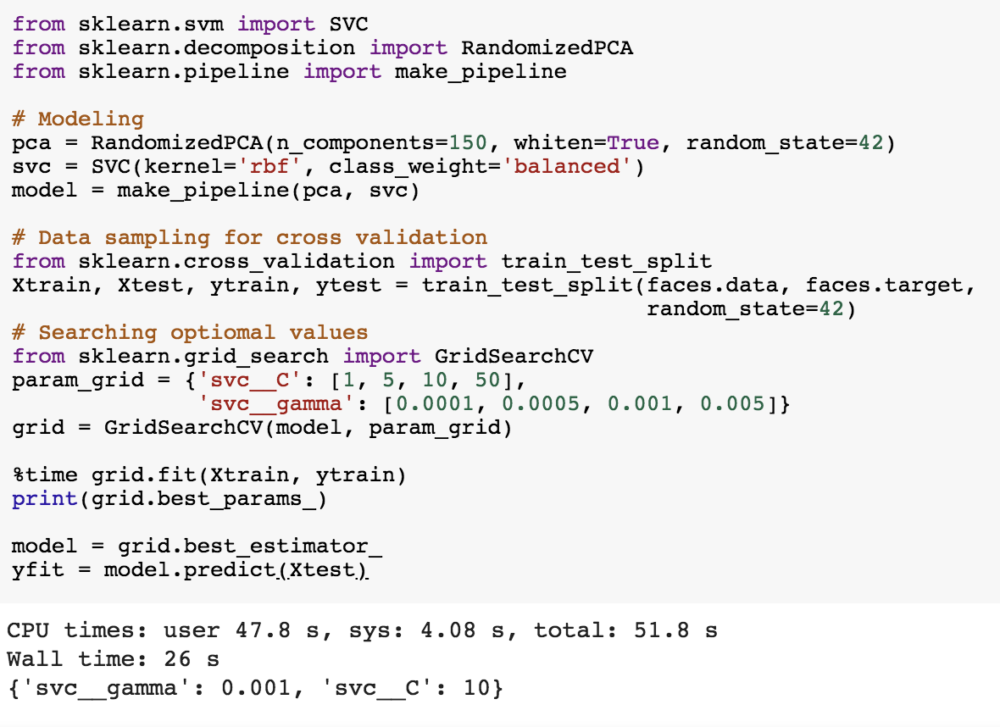 from sklearn.svm import SVC
from sklearn.decomposition import RandomizedPCA
from sklearn.pipeline import make_pipeline
# Modeling
pca = RandomizedPCA(n_components=150, whiten=True, random_state=42)
svc = SVC(kernel='rbf', class_weight='balanced')
model = make_pipeline(pca, svc)
# Data sampling for cross validation
from sklearn.cross_validation import train_test_split
Xtrain, Xtest, ytrain, ytest = train_test_split(faces.data, faces.target,
random_state=42)
# Searching optiomal values
from sklearn.grid_search import GridSearchCV
param_grid = {'svc__C': [1, 5, 10, 50],
'svc__gamma': [0.0001, 0.0005, 0.001, 0.005]}
grid = GridSearchCV(model, param_grid)
%time grid.fit(Xtrain, ytrain)
print(grid.best_params_)
model = grid.best_estimator_
yfit = model.predict(Xtest)
CPU times: user 47.8 s, sys: 4.08 s, total: 51.8 s
Wall time: 26 s
{'svc__gamma': 0.001, 'svc__C': 10}